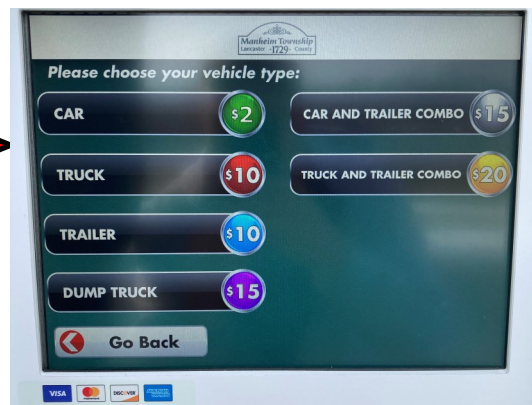 Manheim Township
Lancaster -1729- County
Please choose your vehicle type:
CAR $2
CAR AND TRAILER COMBO $15
TRUCK $10
TRUCK AND TRAILER COMBO $20
TRAILER $10
DUMP TRUCK $15
Go Back
VISA
DISCOVER